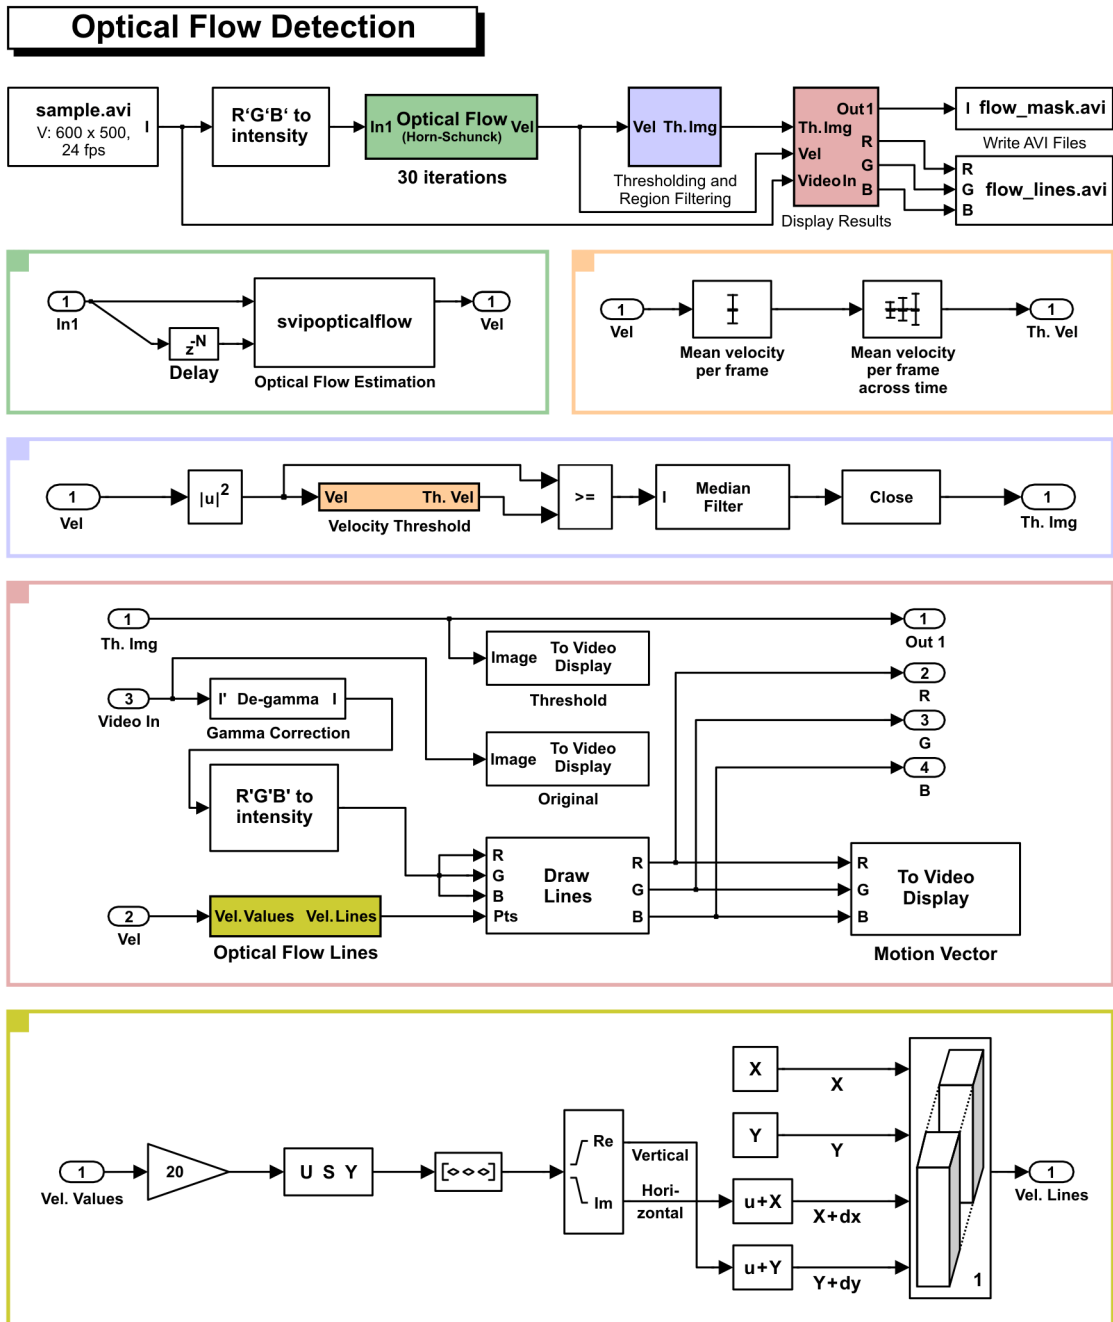 Optical Flow Detection
sample.avi
V: 600 x 500,
24 fps
I
R‘G‘B‘ to
intensity
In1 Optical Flow Vel
(Horn-Schunck)
30 iterations
Vel Th.Img
Thresholding and
Region Filtering
Th.Img
Vel
VideoIn
Out1
R
G
B
Display Results
I flow_mask.avi
Write AVI Files
R
G flow_lines.avi
B
1
In1
z-N
Delay
svipopticalflow
Optical Flow Estimation
1
Vel
1
Vel
Mean velocity
per frame
Mean velocity
per frame
across time
1
Th. Vel
1
Vel
|u|2
Vel Th. Vel
Velocity Threshold
>=
I Median
Filter
Close
1
Th. Img
1
Th. Img
Image To Video
Display
Threshold
1
Out 1
3
Video In
I' De-gamma I
Gamma Correction
Image To Video
Display
Original
2
R
3
G
4
B
R'G'B' to
intensity
2
Vel
Vel.Values Vel.Lines
Optical Flow Lines
R
G
B
Pts
Draw
Lines
R
G
B
R
G
B
To Video
Display
Motion Vector
1
Vel. Values
20
U S Y
Re
Im
Vertical
Hori-
zontal
X
X
Y
Y
u+X
X+dx
u+Y
Y+dy
1
1
Vel. Lines